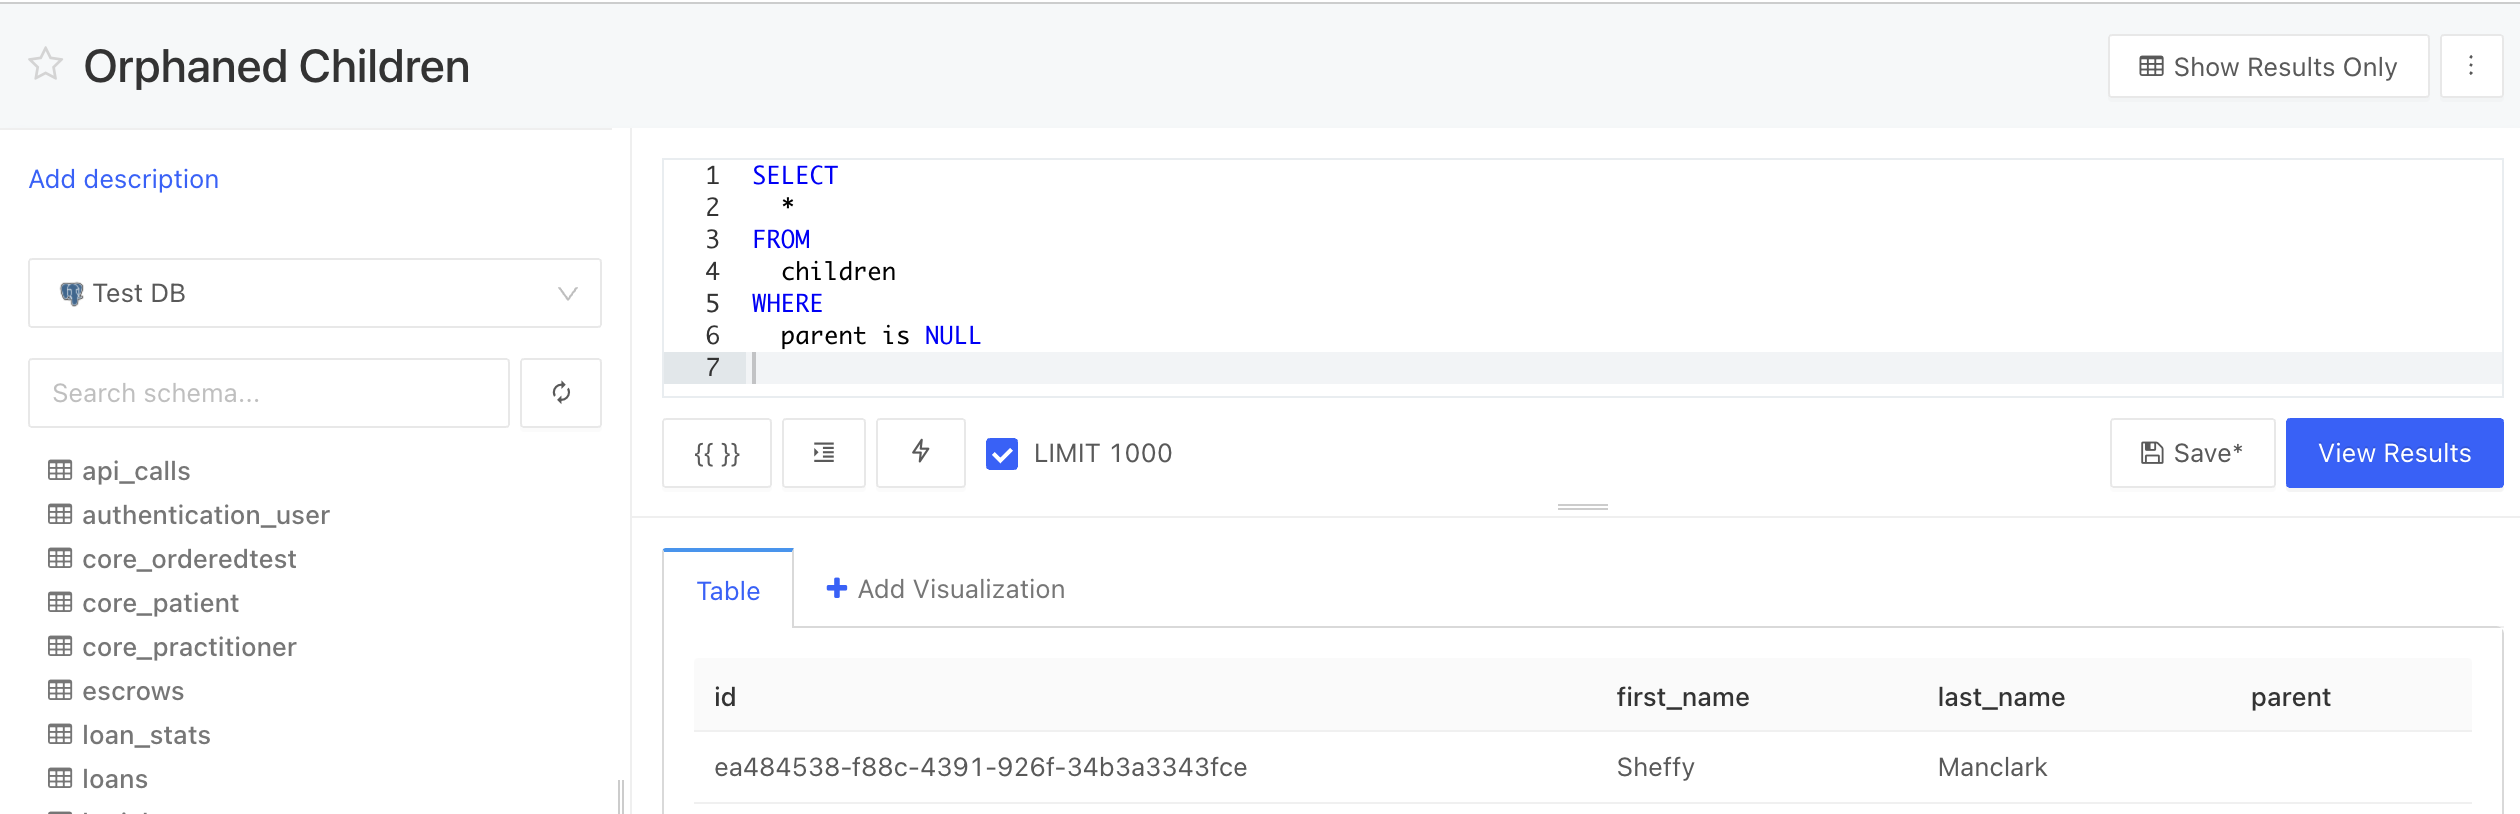 Orphaned Children
Show Results Only
Add description
Test DB
Search schema...
api_calls
authentication_user
core_orderedtest
core_patient
core_practitioner
escrows
loan_stats
loans
1 SELECT
2 *
3 FROM
4 children
5 WHERE
6 parent is NULL
7
{{ }}
LIMIT 1000
Save*
View Results
Table
Add Visualization
id first_name last_name parent
ea484538-f88c-4391-926f-34b3a3343fce Sheffy Manclark